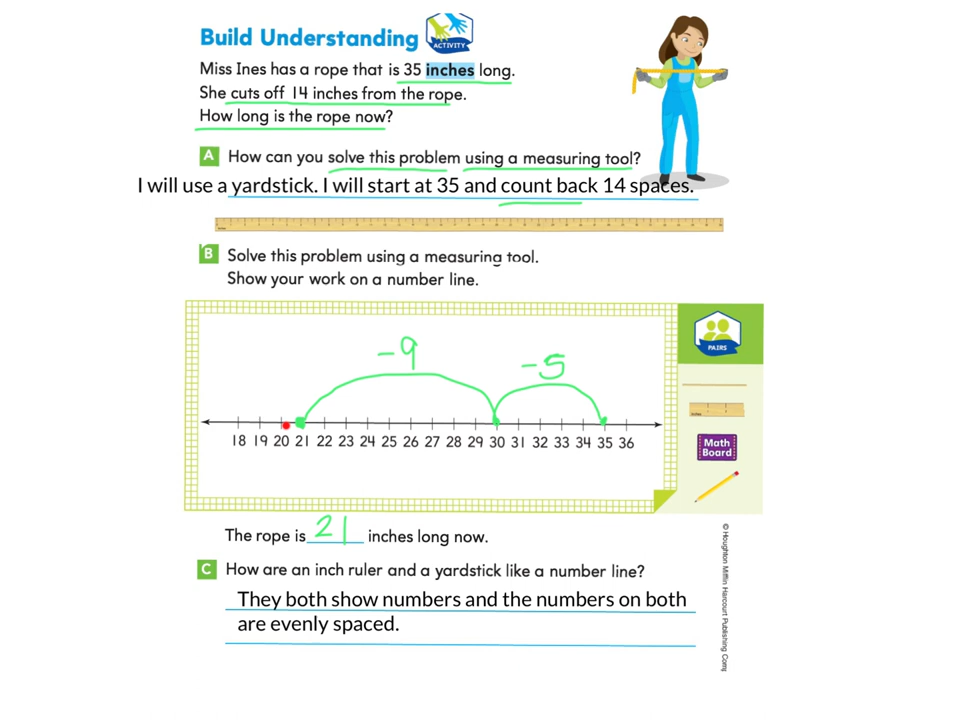 Build Understanding
ACTIVITY
Miss Ines has a rope that is 35 inches long.
She cuts off 14 inches from the rope.
How long is the rope now?
A How can you solve this problem using a measuring tool?
I will use a yardstick. I will start at 35 and count back 14 spaces.
B Solve this problem using a measuring tool.
Show your work on a number line.
PAIRS
-9
-5
18 19 20 21 22 23 24 25 26 27 28 29 30 31 32 33 34 35 36
Inches
Math
Board
The rope is 21 inches long now.
C How are an inch ruler and a yardstick like a number line?
They both show numbers and the numbers on both
are evenly spaced.
© Houghton Mifflin Harcourt Publishing